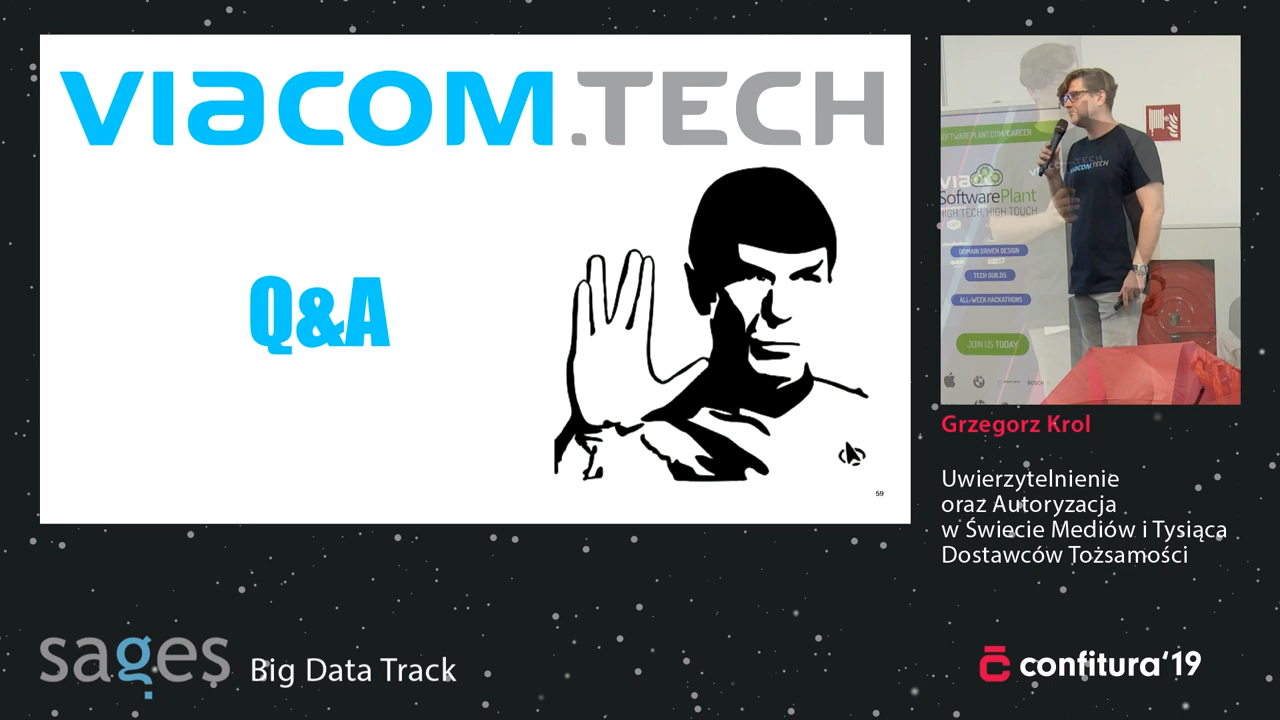 VIACOM.TECH
Q&A
59
SOFTWAREPLANT.COM/CAREER
SoftwarePlant
HIGH TECH, HIGH TOUCH
DOMAIN DRIVEN DESIGN
TECH GUILDS
ALL-WEEK HACKATHONS
JOIN US TODAY
VIACOM.TECH
Grzegorz Krol
Uwierzytelnienie
oraz Autoryzacja
w Świecie Mediów i Tysiąca
Dostawców Tożsamości
sages
Big Data Track
confitura'19